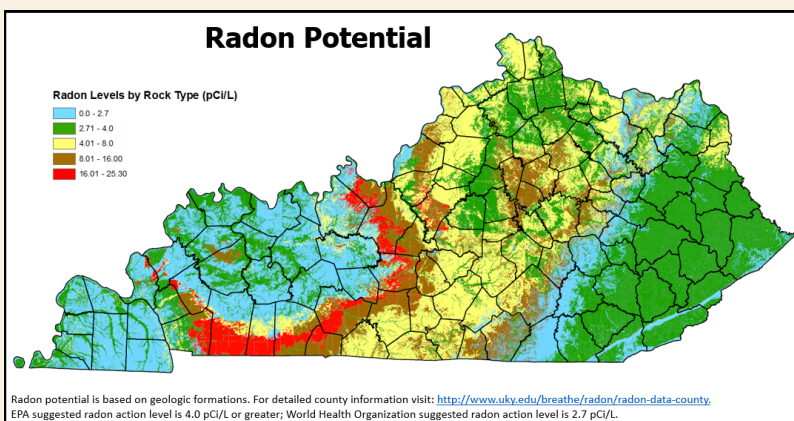 Radon Potential
Radon Levels by Rock Type (pCi/L)
0.0 - 2.7
2.71 - 4.0
4.01 - 8.0
8.01 - 16.00
16.01 - 25.30
Radon potential is based on geologic formations. For detailed county information visit: http://www.uky.edu/breathe/radon/radon-data-county.
EPA suggested radon action level is 4.0 pCi/L or greater; World Health Organization suggested radon action level is 2.7 pCi/L.